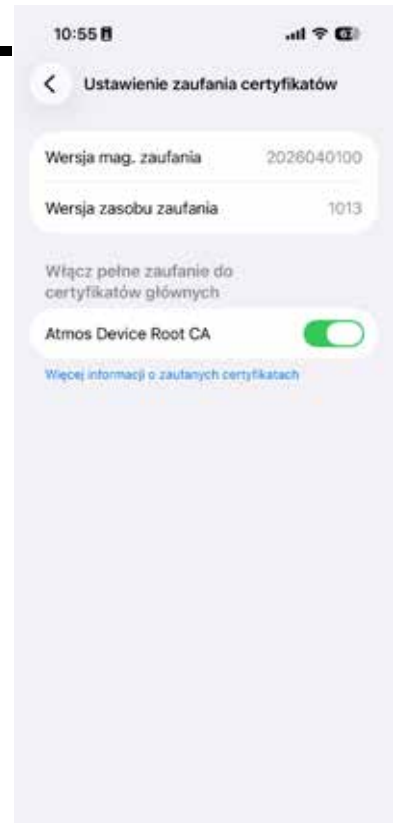 10:55
Ustawienie zaufania certyfikatów
Wersja mag. zaufania 2026040100
Wersja zasobu zaufania 1013
Włącz pełne zaufanie do
certyfikatów głównych
Atmos Device Root CA
Więcej informacji o zaufanych certyfikatach